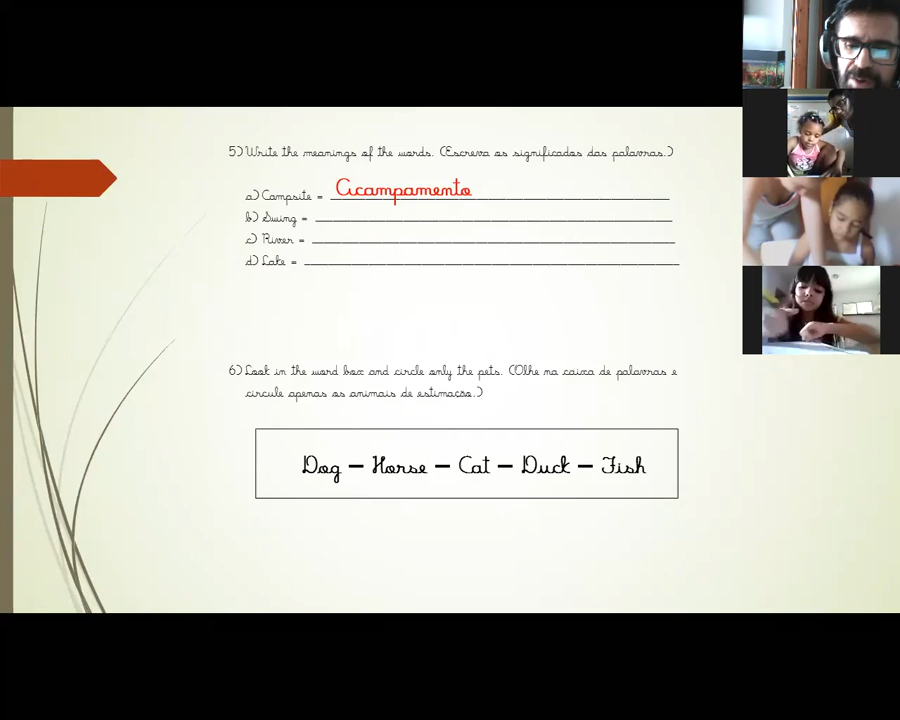 5) Write the meanings of the words. (Escreva os significados das palavras.)
a) Campsite = Acampamento
b) Swing =
c) River =
d) Lake =
6) Look in the word box and circle only the pets. (Olhe na caixa de palavras e
circule apenas os animais de estimação.)
Dog – Horse – Cat – Duck – Fish